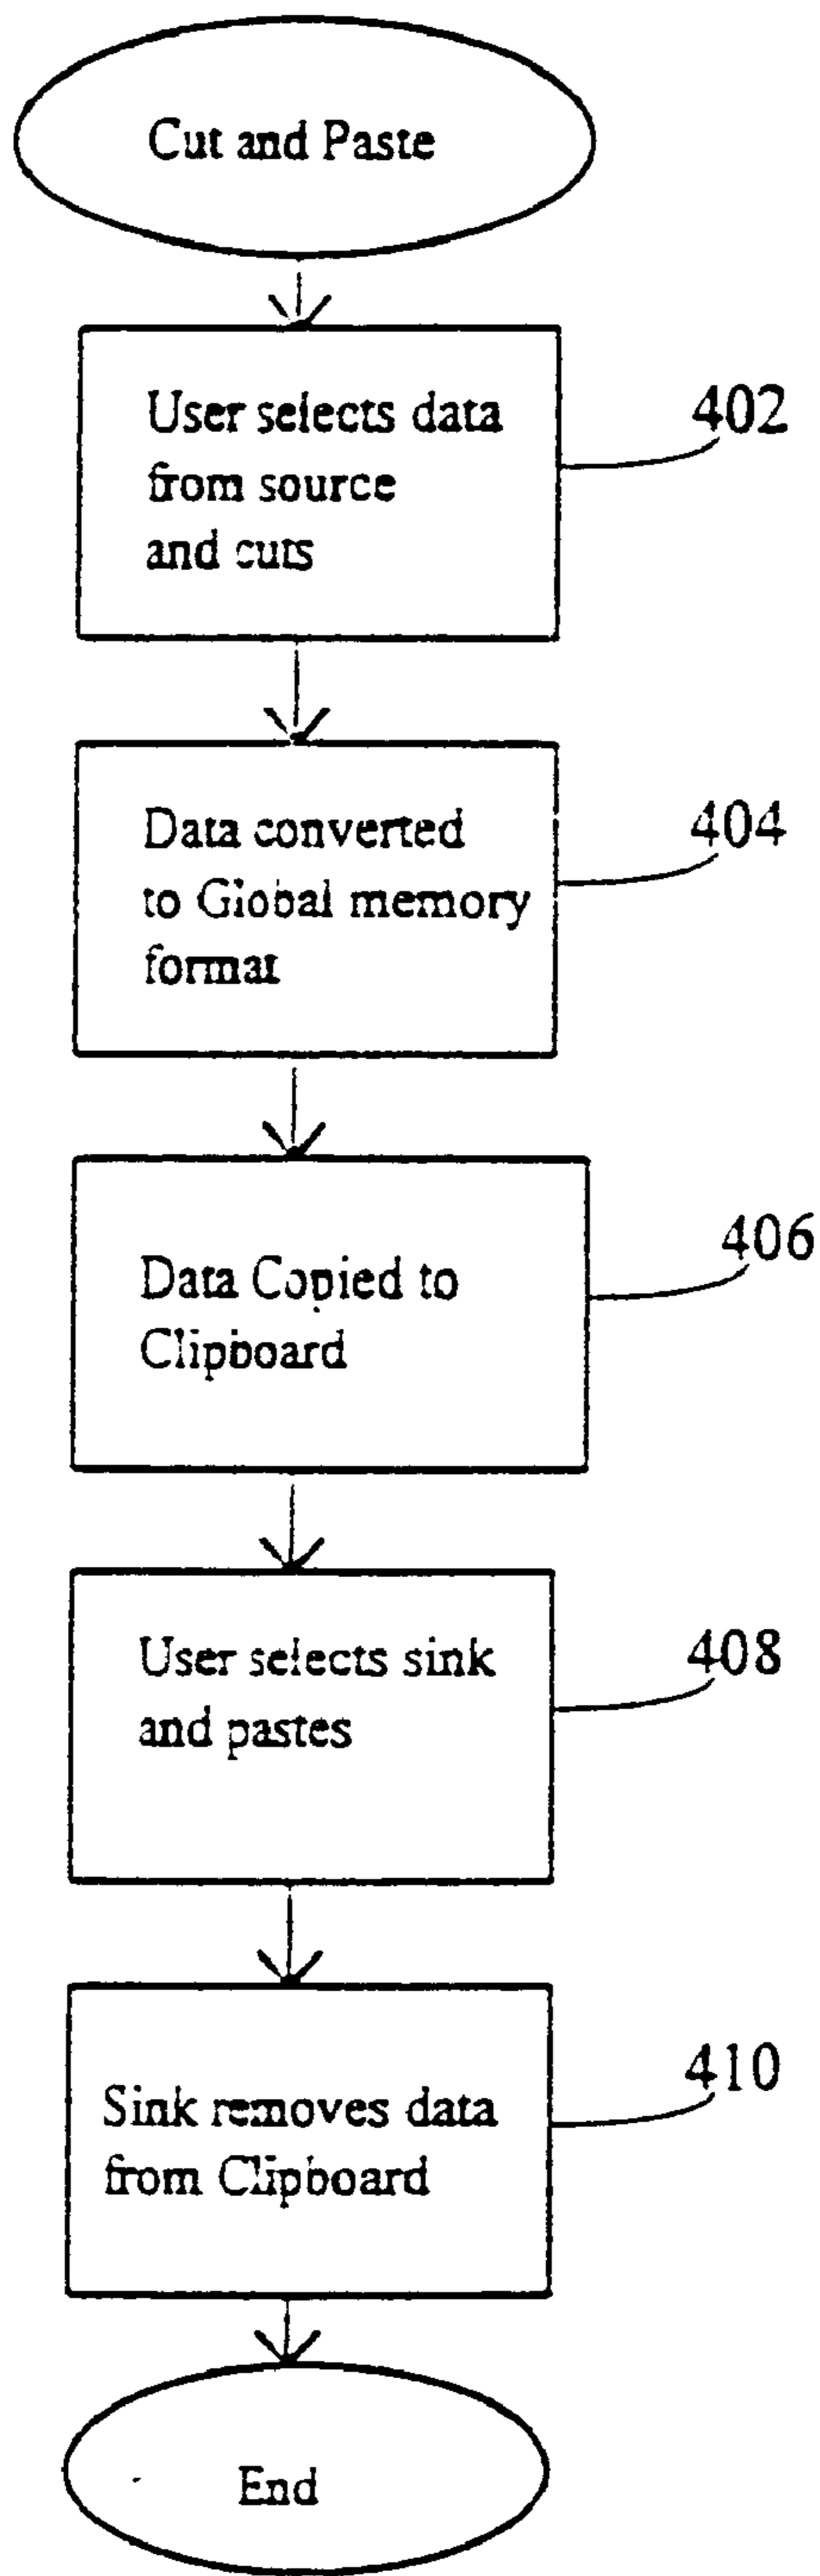 Cut and Paste
User selects data
from source
and cuts
402
Data converted
to Global memory
format
404
Data Copied to
Clipboard
406
User selects sink
and pastes
408
Sink removes data
from Clipboard
410
End